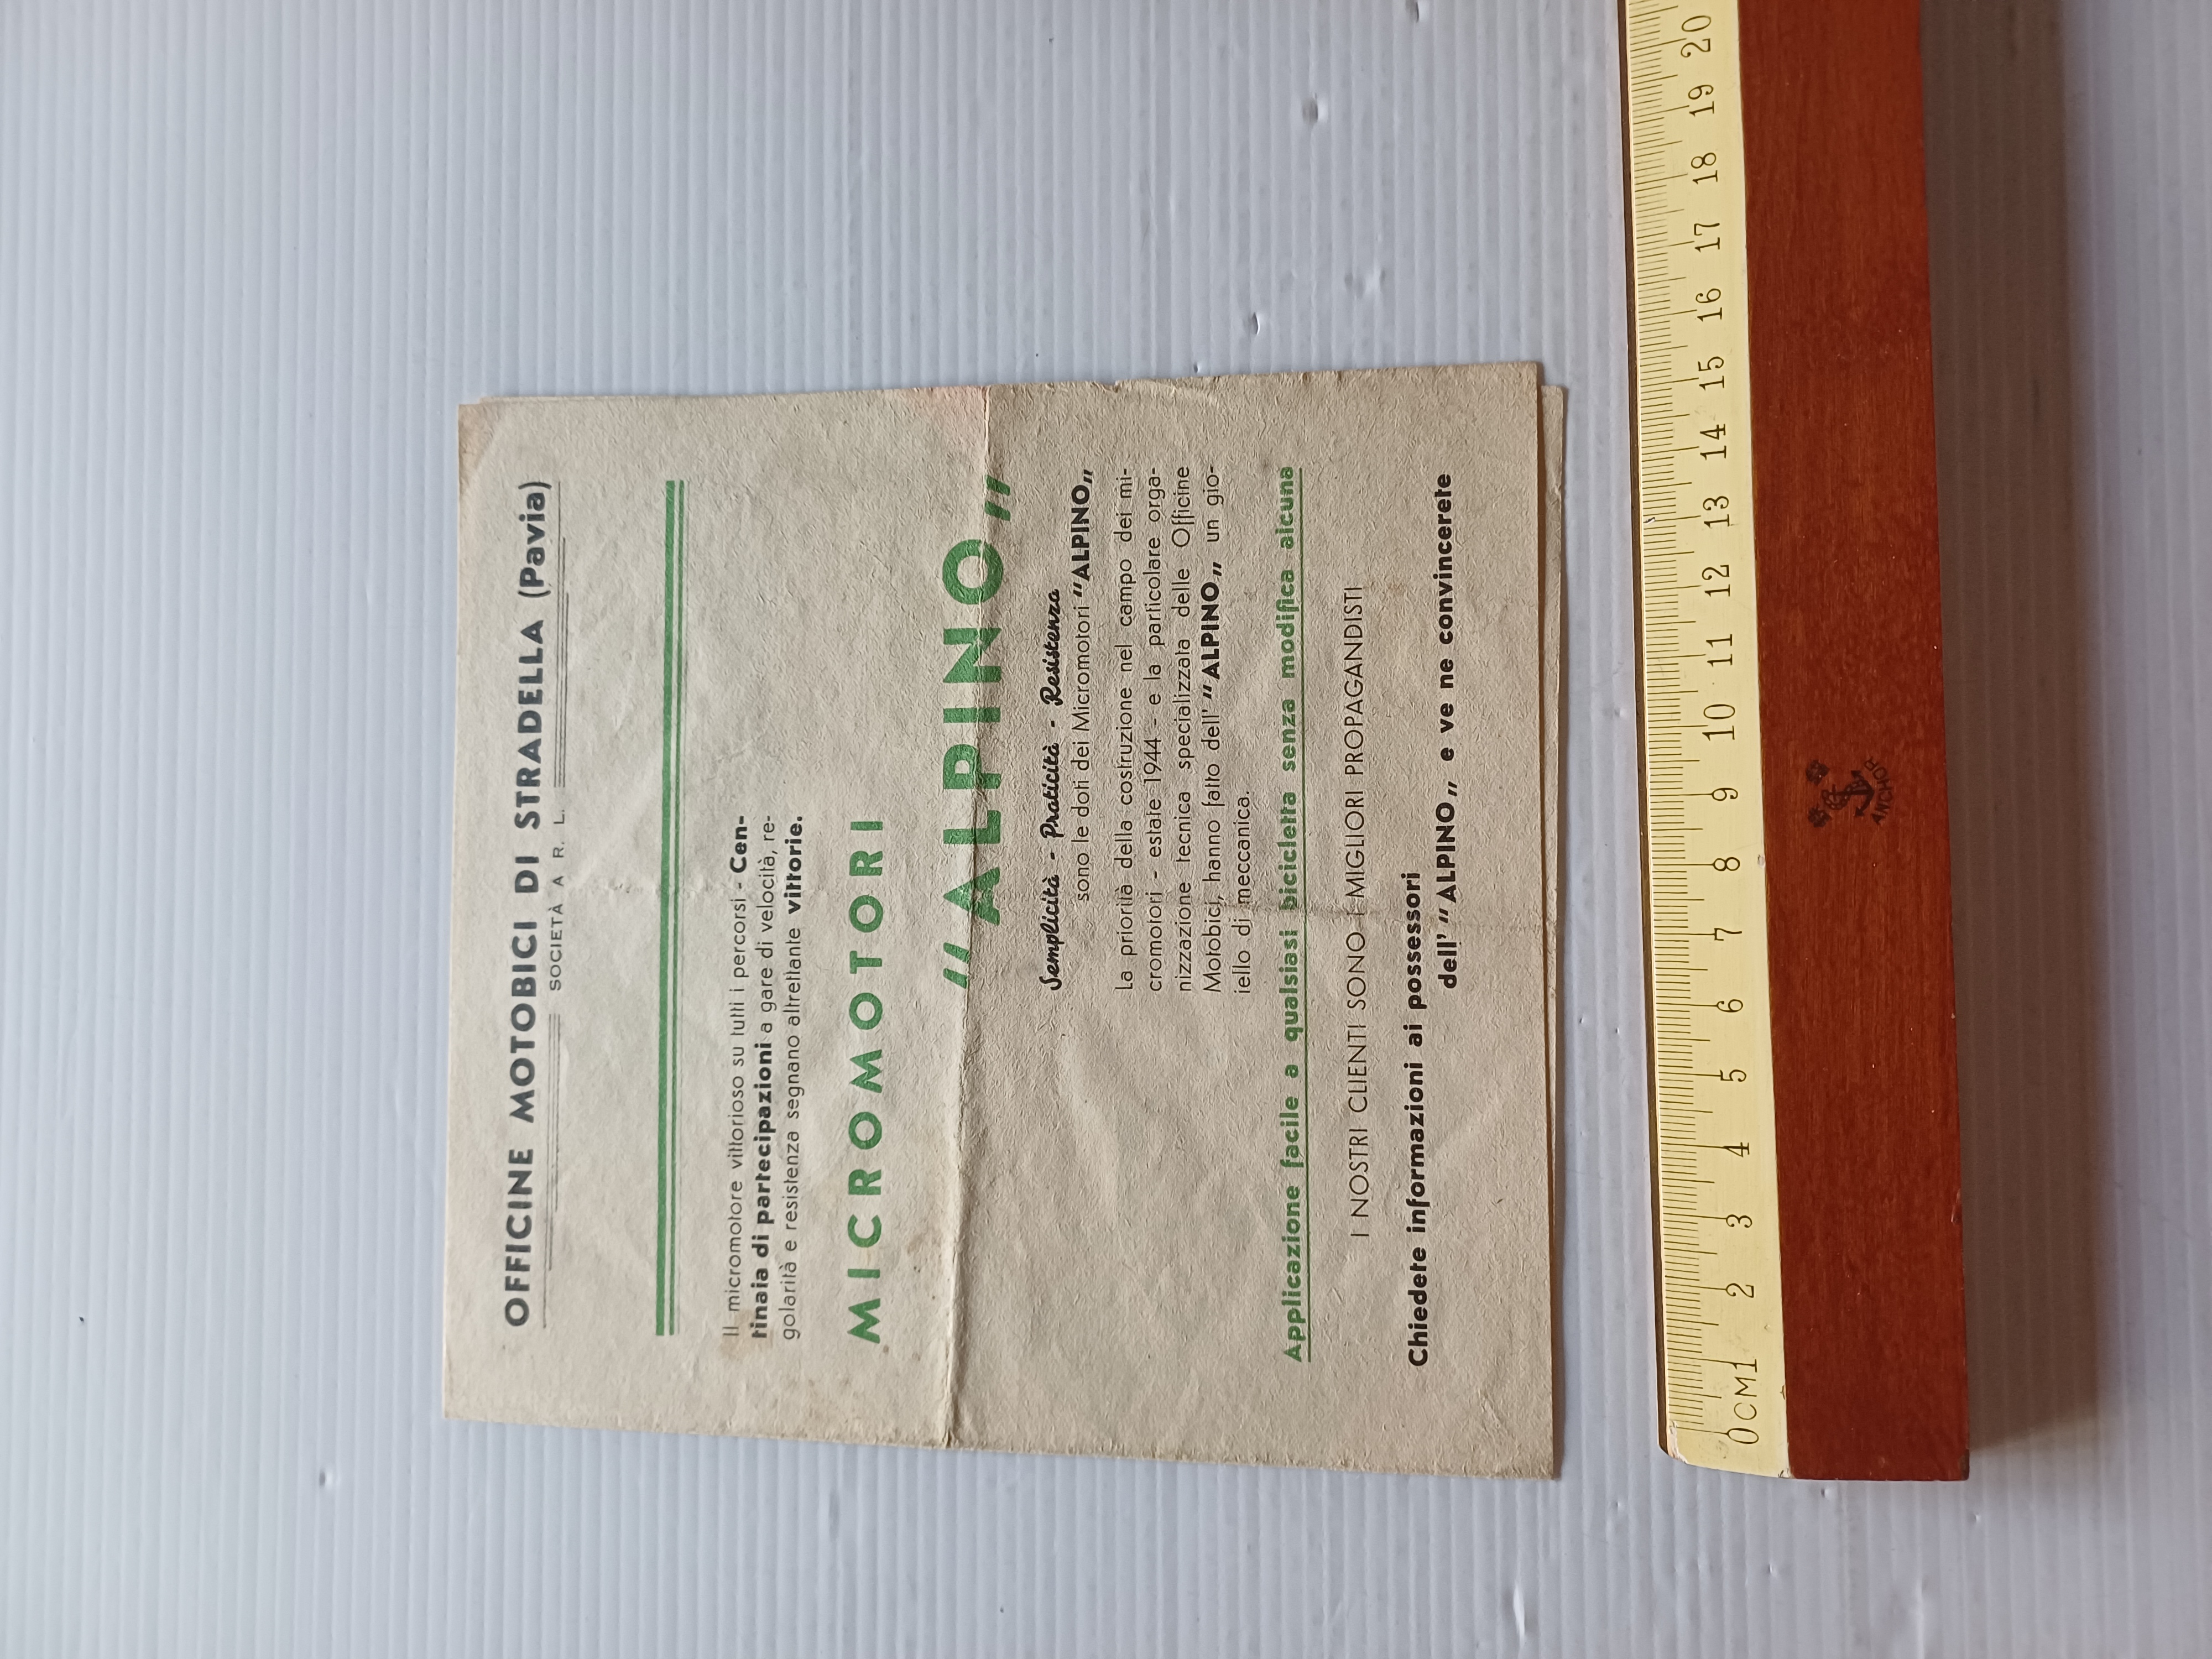 OFFICINE MOTOBICI DI STRADELLA (Pavia)
SOCIETÀ A R. L.
Il micromotore vittorioso su tutti i percorsi - Cen-
tinaia di partecipazioni a gare di velocità, re-
golarità e resistenza segnano altrettante vittorie.
MICROMOTORI
"ALPINO„
Semplicità - Praticità - Resistenza
sono le doti dei Micromotori "ALPINO„
La priorità della costruzione nel campo dei mi-
cromotori - estate 1944 - e la particolare orga-
nizzazione tecnica specializzata delle Officine
Motobici, hanno fatto dell' "ALPINO„ un gio-
iello di meccanica.
Applicazione facile a qualsiasi bicicletta senza modifica alcuna
I NOSTRI CLIENTI SONO I MIGLIORI PROPAGANDISTI
Chiedete informazioni ai possessori
dell' "ALPINO„ e ve ne convincerete
0 CM 1 2 3 4 5 6 7 8 9 10 11 12 13 14 15 16 17 18 19 20
ANCHOR